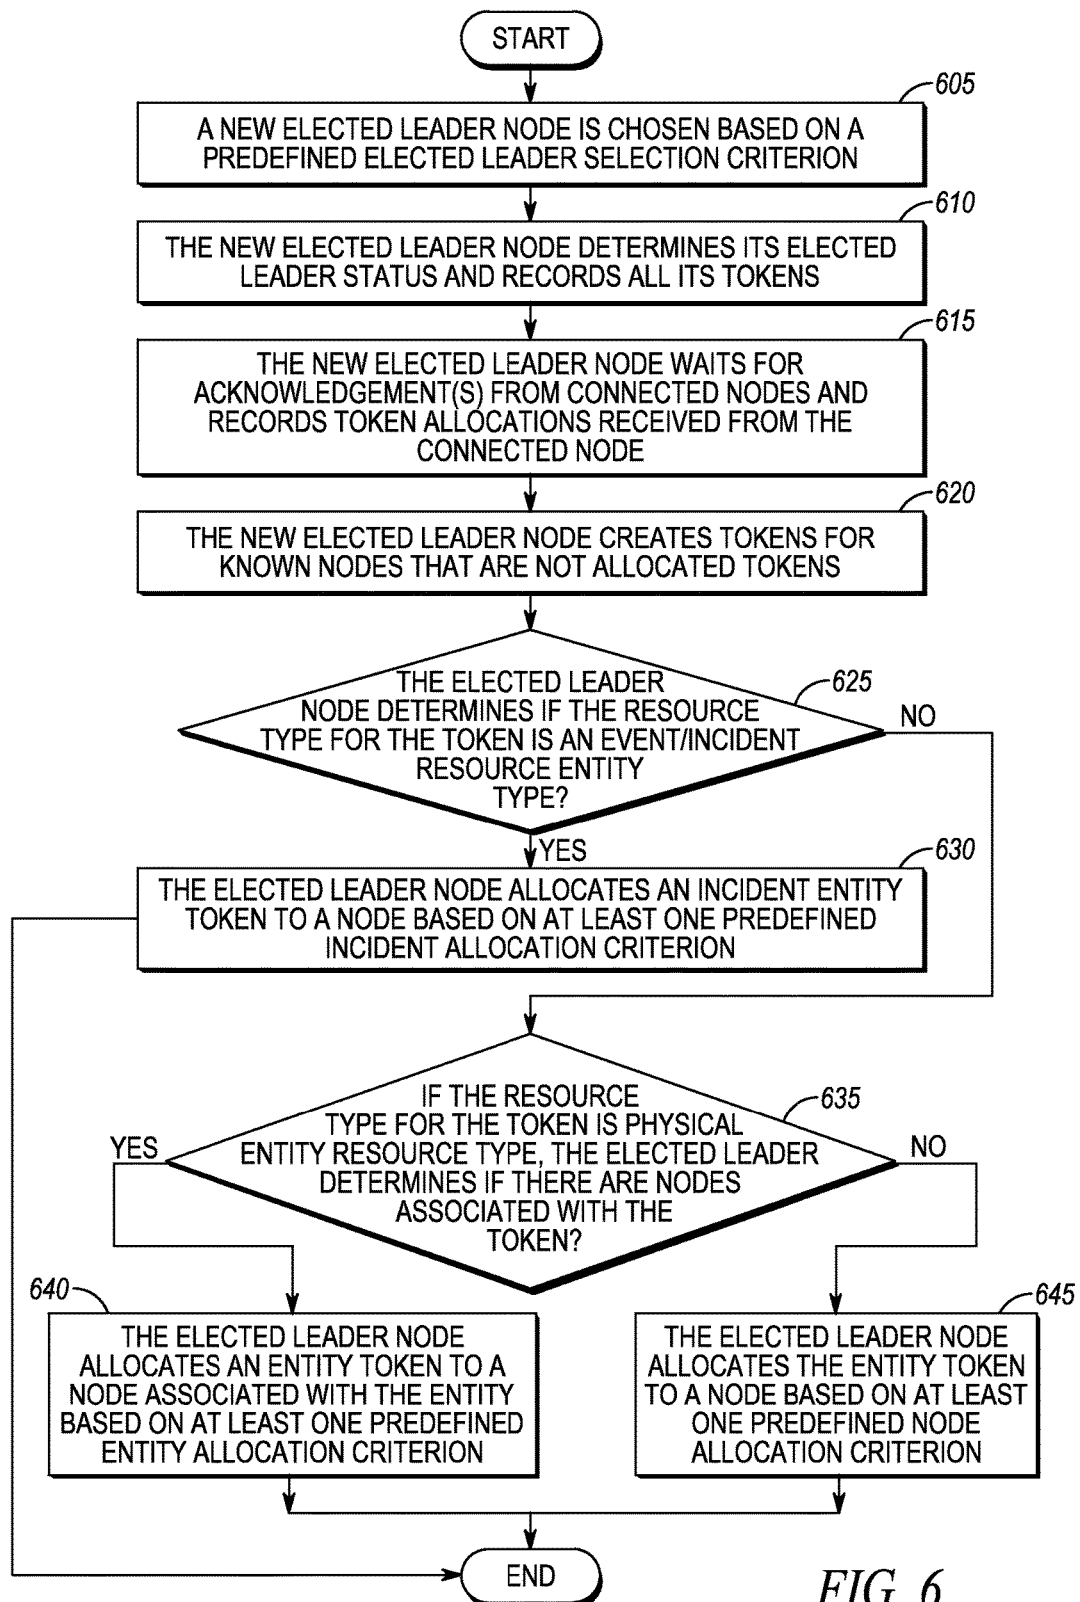 START
605
A NEW ELECTED LEADER NODE IS CHOSEN BASED ON A
PREDEFINED ELECTED LEADER SELECTION CRITERION
610
THE NEW ELECTED LEADER NODE DETERMINES ITS ELECTED
LEADER STATUS AND RECORDS ALL ITS TOKENS
615
THE NEW ELECTED LEADER NODE WAITS FOR
ACKNOWLEDGEMENT(S) FROM CONNECTED NODES AND
RECORDS TOKEN ALLOCATIONS RECEIVED FROM THE
CONNECTED NODE
620
THE NEW ELECTED LEADER NODE CREATES TOKENS FOR
KNOWN NODES THAT ARE NOT ALLOCATED TOKENS
625
THE ELECTED LEADER
NODE DETERMINES IF THE RESOURCE
TYPE FOR THE TOKEN IS AN EVENT/INCIDENT
RESOURCE ENTITY
TYPE?
NO
YES
630
THE ELECTED LEADER NODE ALLOCATES AN INCIDENT ENTITY
TOKEN TO A NODE BASED ON AT LEAST ONE PREDEFINED
INCIDENT ALLOCATION CRITERION
635
IF THE RESOURCE
TYPE FOR THE TOKEN IS PHYSICAL
ENTITY RESOURCE TYPE, THE ELECTED LEADER
DETERMINES IF THERE ARE NODES
ASSOCIATED WITH THE
TOKEN?
YES
NO
640
THE ELECTED LEADER NODE
ALLOCATES AN ENTITY TOKEN TO A
NODE ASSOCIATED WITH THE ENTITY
BASED ON AT LEAST ONE PREDEFINED
ENTITY ALLOCATION CRITERION
645
THE ELECTED LEADER NODE
ALLOCATES THE ENTITY TOKEN
TO A NODE BASED ON AT LEAST
ONE PREDEFINED NODE
ALLOCATION CRITERION
END
FIG. 6